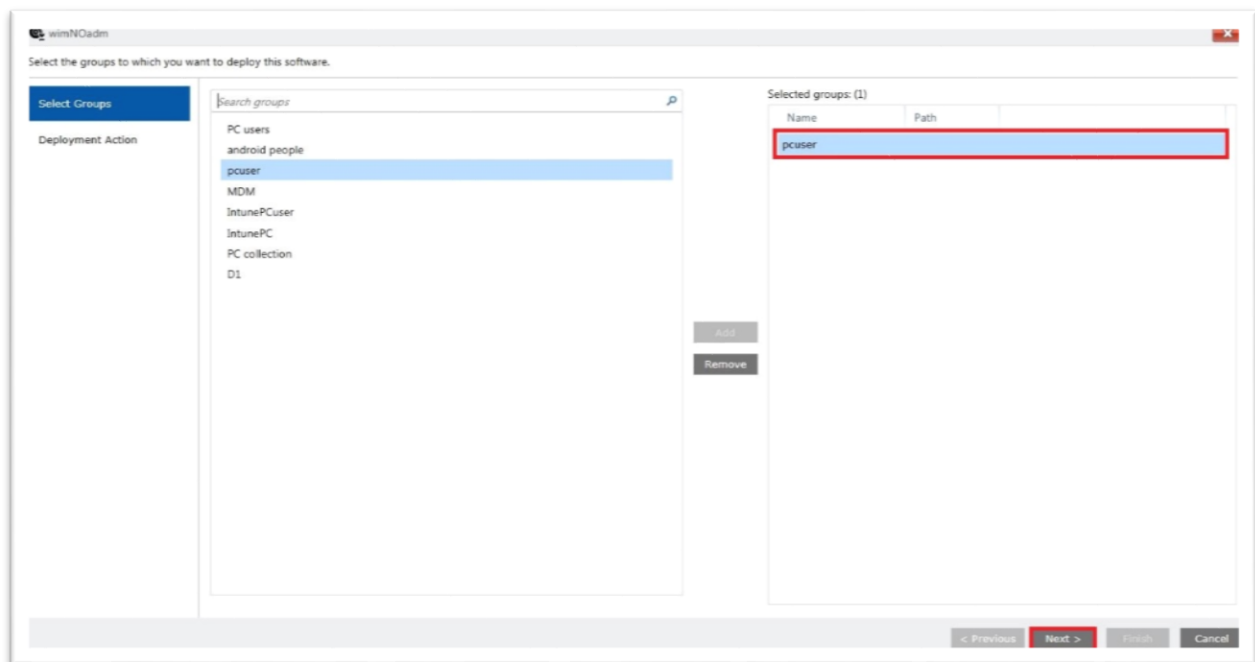 wimNOadm
Select the groups to which you want to deploy this software.
Select Groups
Deployment Action
Search groups
PC users
android people
pcuser
MDM
IntunePCuser
IntunePC
PC collection
D1
Add
Remove
Selected groups: (1)
Name Path
pcuser
< Previous Next > Finish Cancel